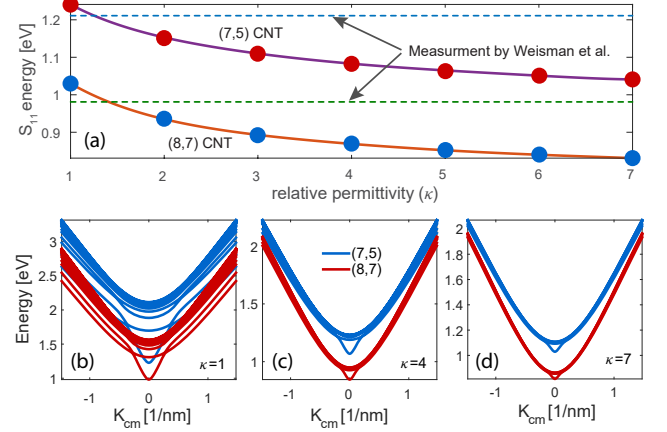 S11 energy [eV]
1.2
1.1
1
0.9
(7,5) CNT
Measurment by Weisman et al.
(a)
(8,7) CNT
1 2 3 4 5 6 7
relative permittivity (κ)
Energy [eV]
3
2.5
2
1.5
1
(b)
κ=1
-1 0 1
Kcm [1/nm]
2
1.5
1
(7,5)
(8,7)
(c)
κ=4
-1 0 1
Kcm [1/nm]
2
1.8
1.6
1.4
1.2
1
(d)
κ=7
-1 0 1
Kcm [1/nm]